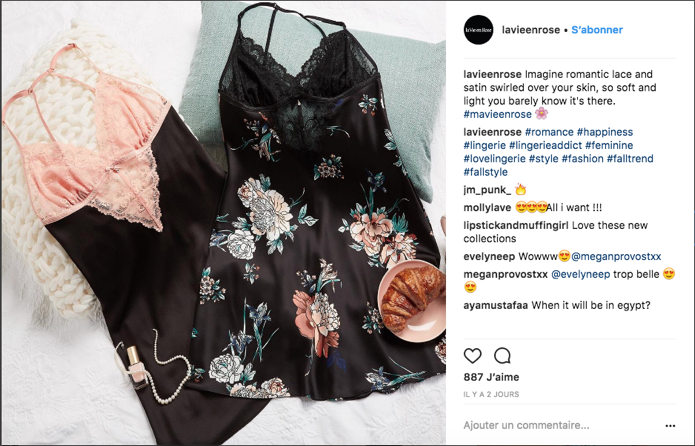 lavieenrose • S'abonner
lavieenrose Imagine romantic lace and
satin swirled over your skin, so soft and
light you barely know it's there.
#mavieenrose 🌸
lavieenrose #romance #happiness
#lingerie #lingerieaddict #feminine
#lovelingerie #style #fashion #falltrend
#fallstyle
jm_punk_ 🔥
mollylave 😍😍😍All i want !!!
lipstickandmuffingirl Love these new
collections
evelyneep Wowww😍@meganprovostxx
meganprovostxx @evelyneep trop belle 😍
😍
ayamustafaa When it will be in egypt?
887 J'aime
IL Y A 2 JOURS
Ajouter un commentaire...